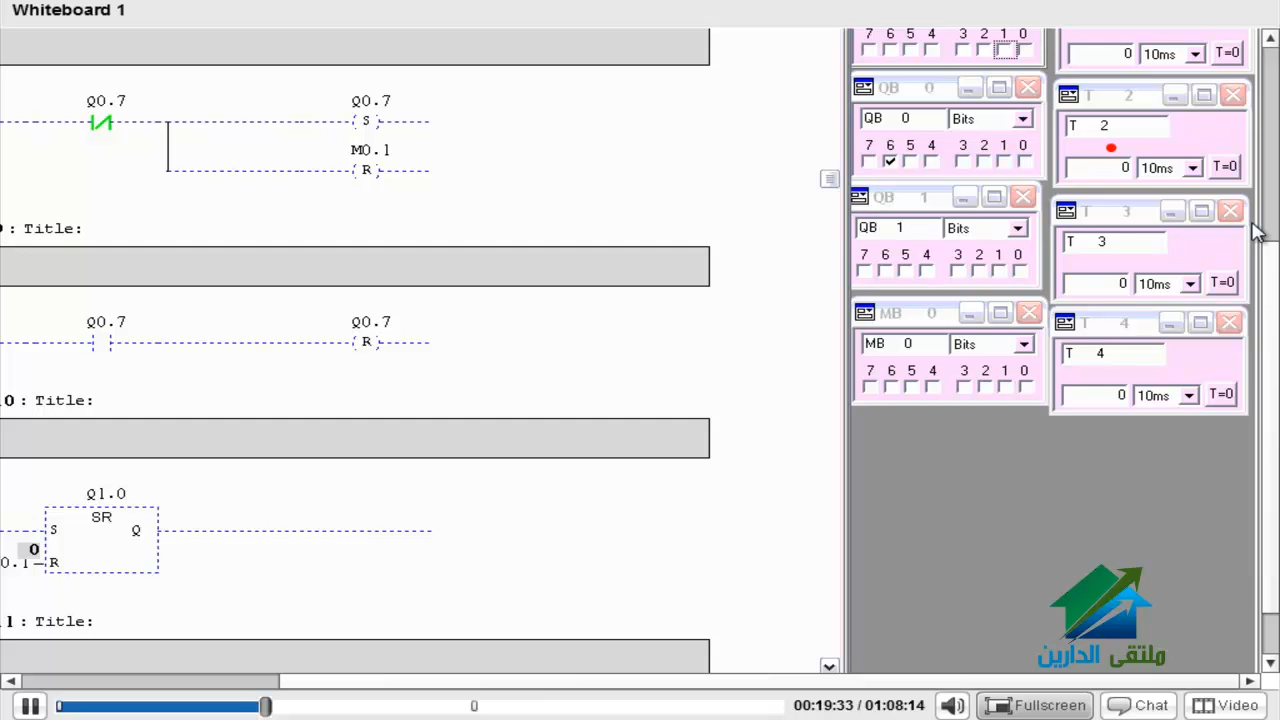 Whiteboard 1
7 6 5 4 3 2 1 0
0 10ms T=0
QB 0
QB 0 Bits
7 6 5 4 3 2 1 0
T 2
T 2
0 10ms T=0
QB 1
QB 1 Bits
7 6 5 4 3 2 1 0
T 3
T 3
0 10ms T=0
MB 0
MB 0 Bits
7 6 5 4 3 2 1 0
T 4
T 4
0 10ms T=0
Q0.7 Q0.7
S
M0.1
R
: Title:
Q0.7 Q0.7
R
0 : Title:
Q1.0
SR
S Q
0
0.1 R
1 : Title:
ملتقى الدارين
0 00:19:33 / 01:08:14 Fullscreen Chat Video